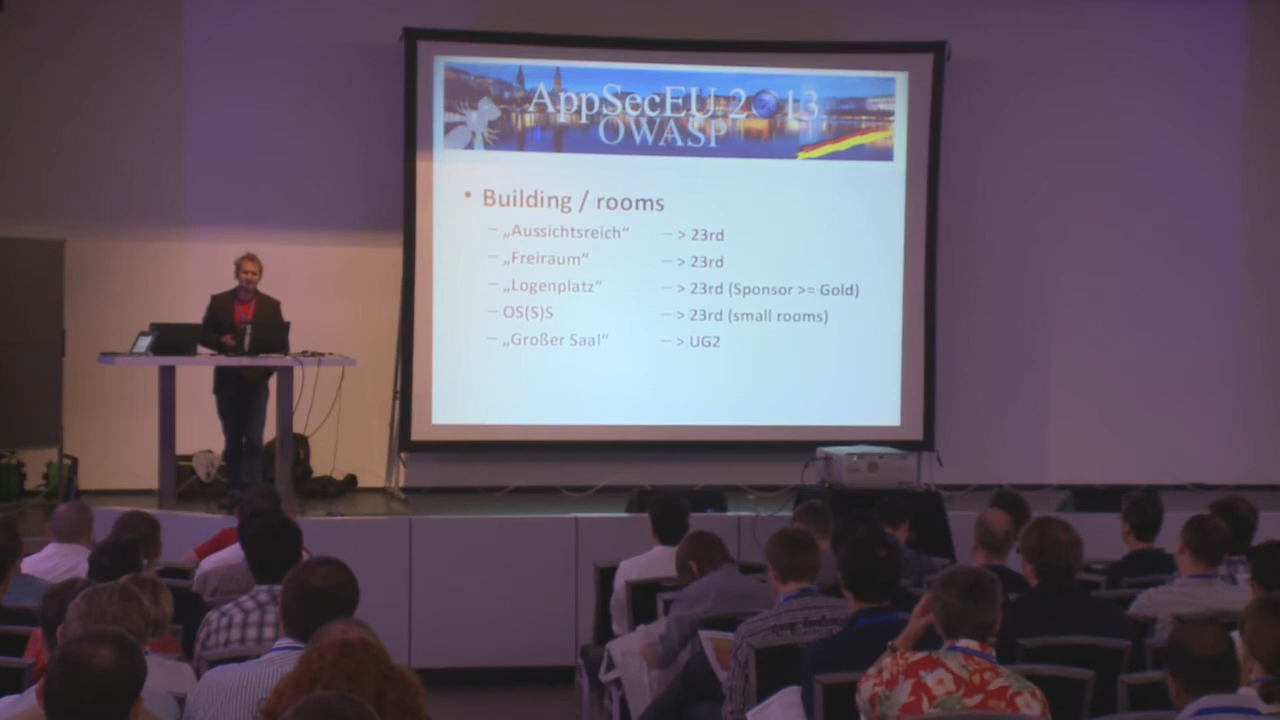 AppSecEU 2013
OWASP
• Building / rooms
– „Aussichtsreich“ – > 23rd
– „Freiraum“ – > 23rd
– „Logenplatz“ – > 23rd (Sponsor >= Gold)
– OS(S)S – > 23rd (small rooms)
– „Großer Saal“ – > UG2